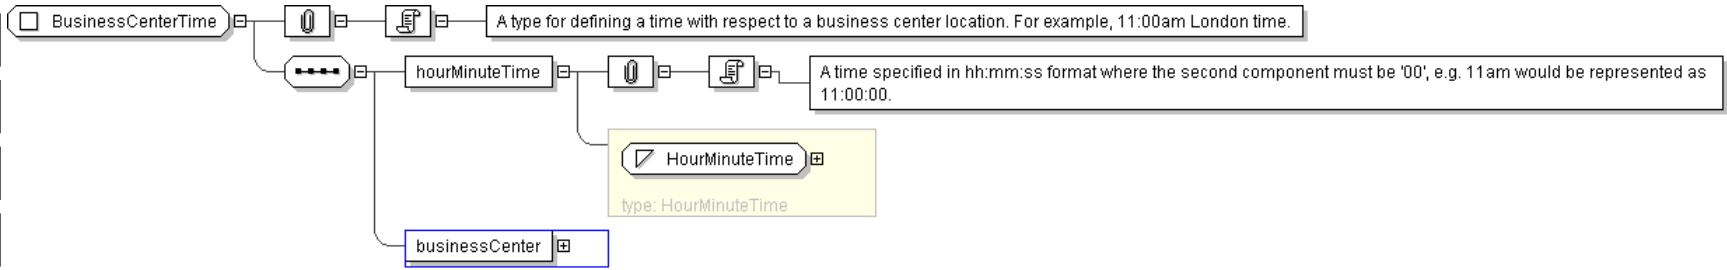 BusinessCenterTime
A type for defining a time with respect to a business center location. For example, 11:00am London time.
hourMinuteTime
A time specified in hh:mm:ss format where the second component must be '00', e.g. 11am would be represented as
11:00:00.
HourMinuteTime
type: HourMinuteTime
businessCenter